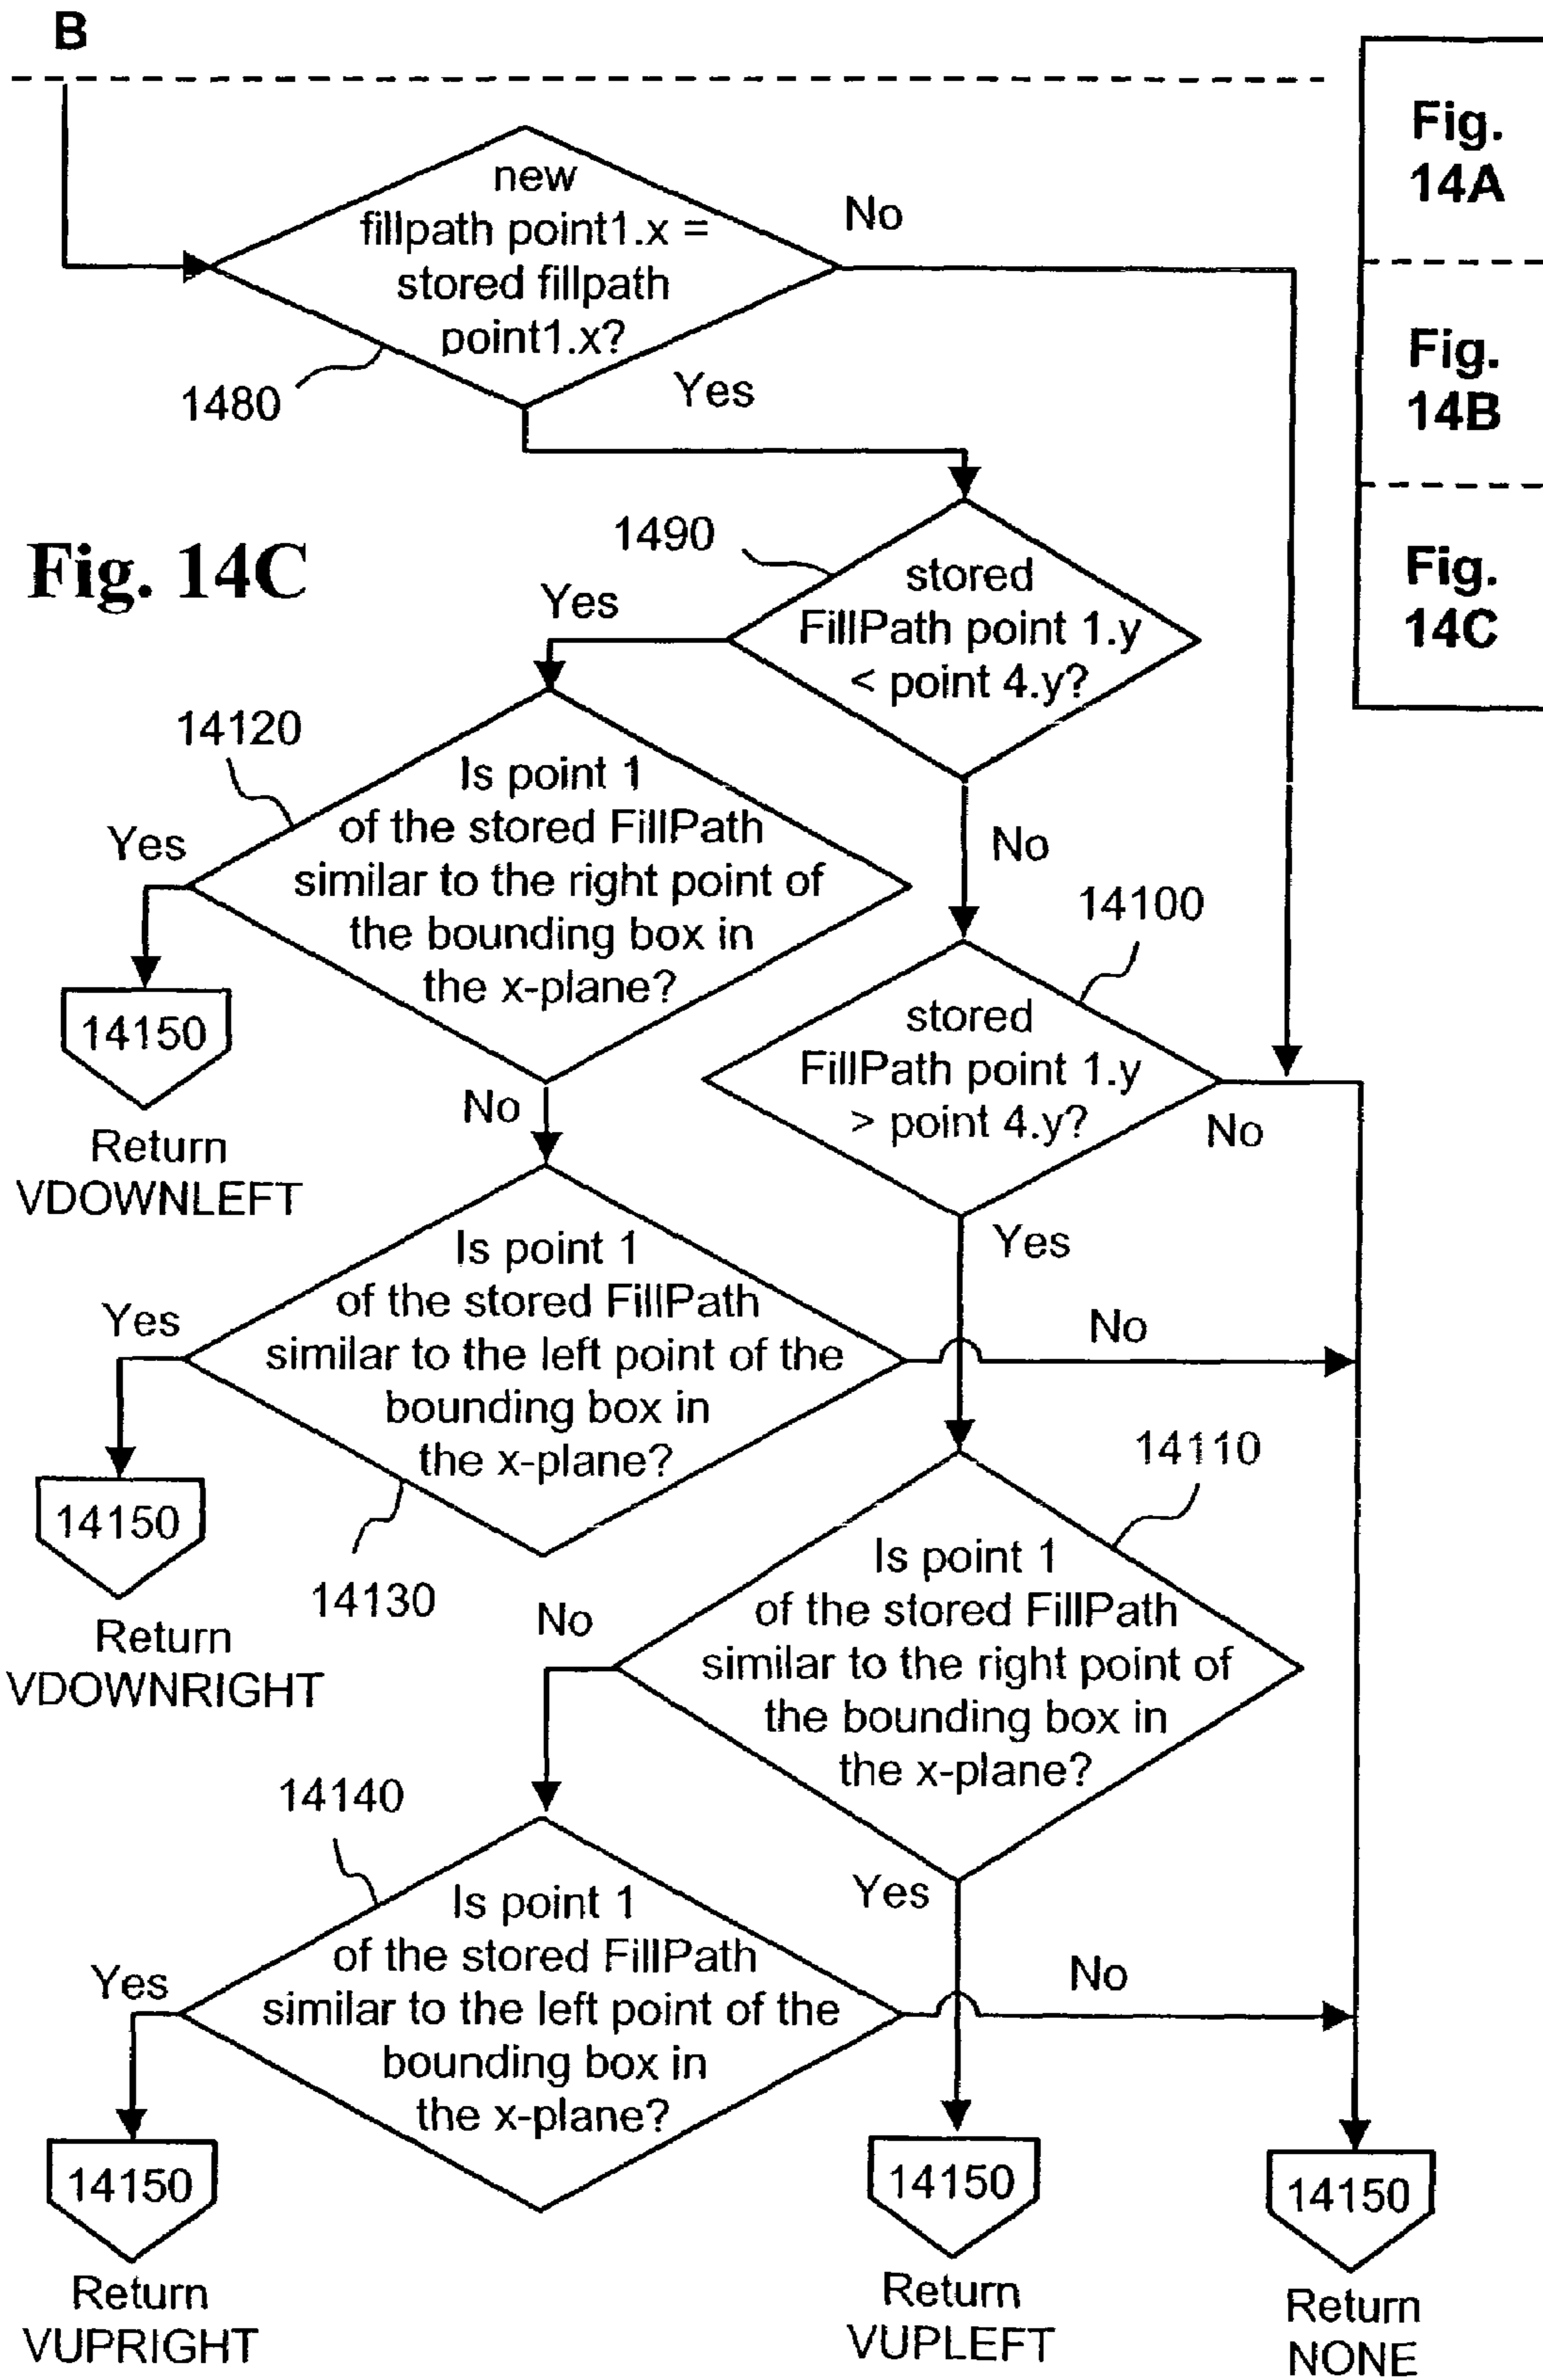 B
Fig.
14A
Fig.
14B
Fig.
14C
new
fillpath point1.x =
stored fillpath
point1.x?
No
Yes
1480
Fig. 14C
1490
stored
FillPath point 1.y
< point 4.y?
Yes
No
14120
Is point 1
of the stored FillPath
similar to the right point of
the bounding box in
the x-plane?
Yes
14150
Return
VDOWNLEFT
No
14100
stored
FillPath point 1.y
> point 4.y?
No
Yes
Is point 1
of the stored FillPath
similar to the left point of the
bounding box in
the x-plane?
Yes
No
14150
Return
VDOWNRIGHT
14130
14110
Is point 1
of the stored FillPath
similar to the right point of
the bounding box in
the x-plane?
No
Yes
14140
Is point 1
of the stored FillPath
similar to the left point of the
bounding box in
the x-plane?
Yes
No
14150
Return
VUPRIGHT
14150
Return
VUPLEFT
14150
Return
NONE